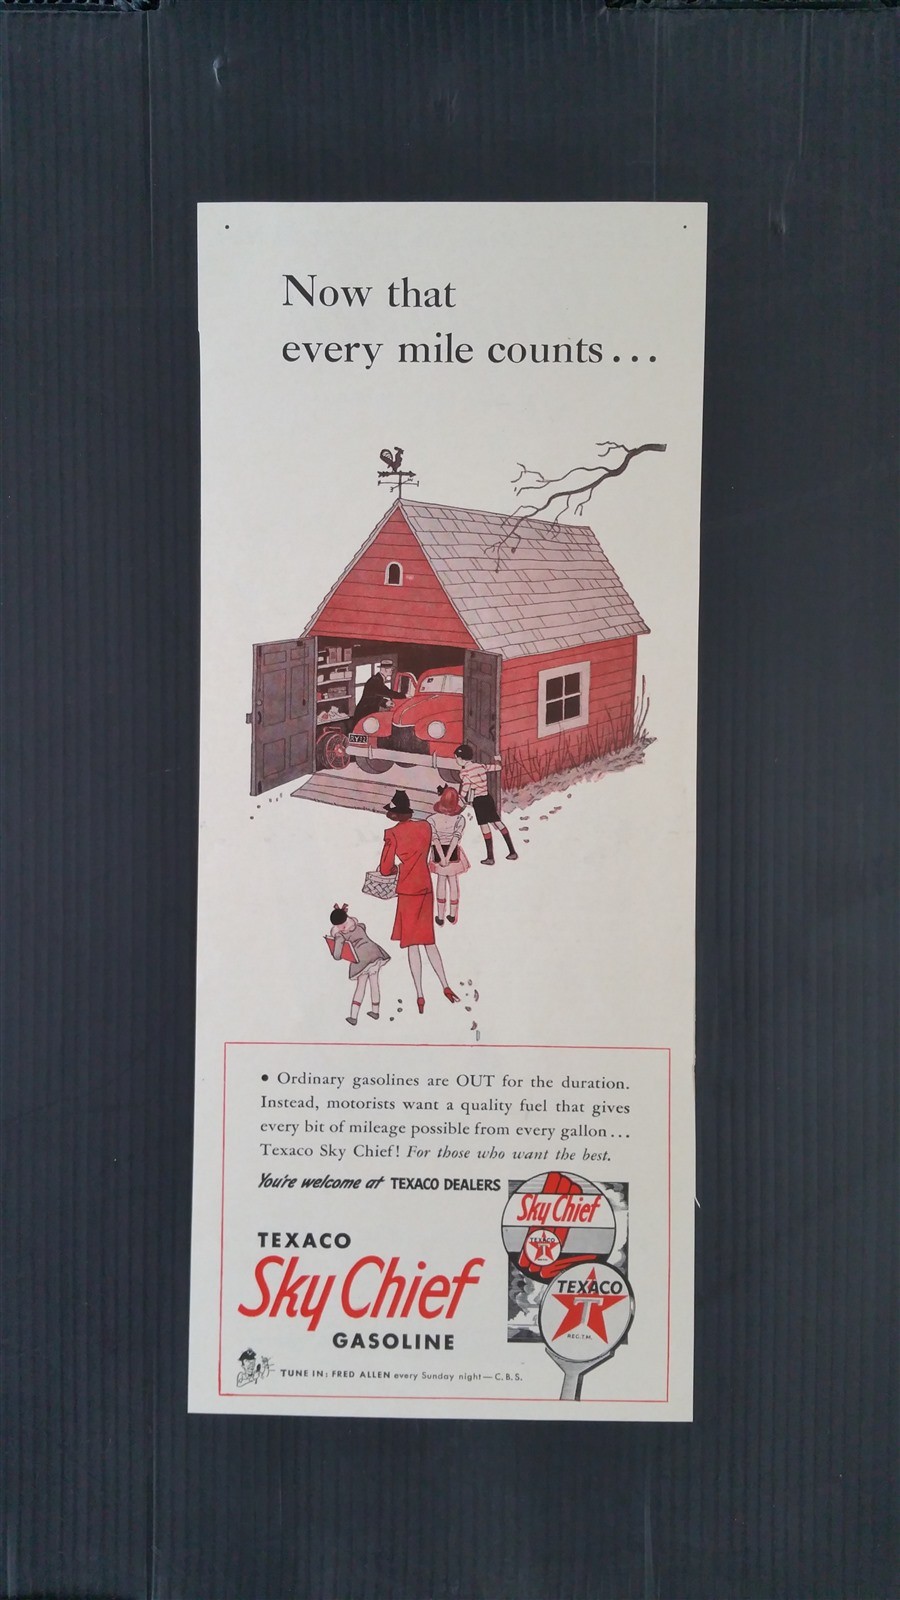 Now that
every mile counts...
• Ordinary gasolines are OUT for the duration.
Instead, motorists want a quality fuel that gives
every bit of mileage possible from every gallon...
Texaco Sky Chief! For those who want the best.
You're welcome at TEXACO DEALERS
Sky Chief
TEXACO
T
TEXACO
T
REG. T.M.
TEXACO
Sky Chief
GASOLINE
TUNE IN: FRED ALLEN every Sunday night—C.B.S.